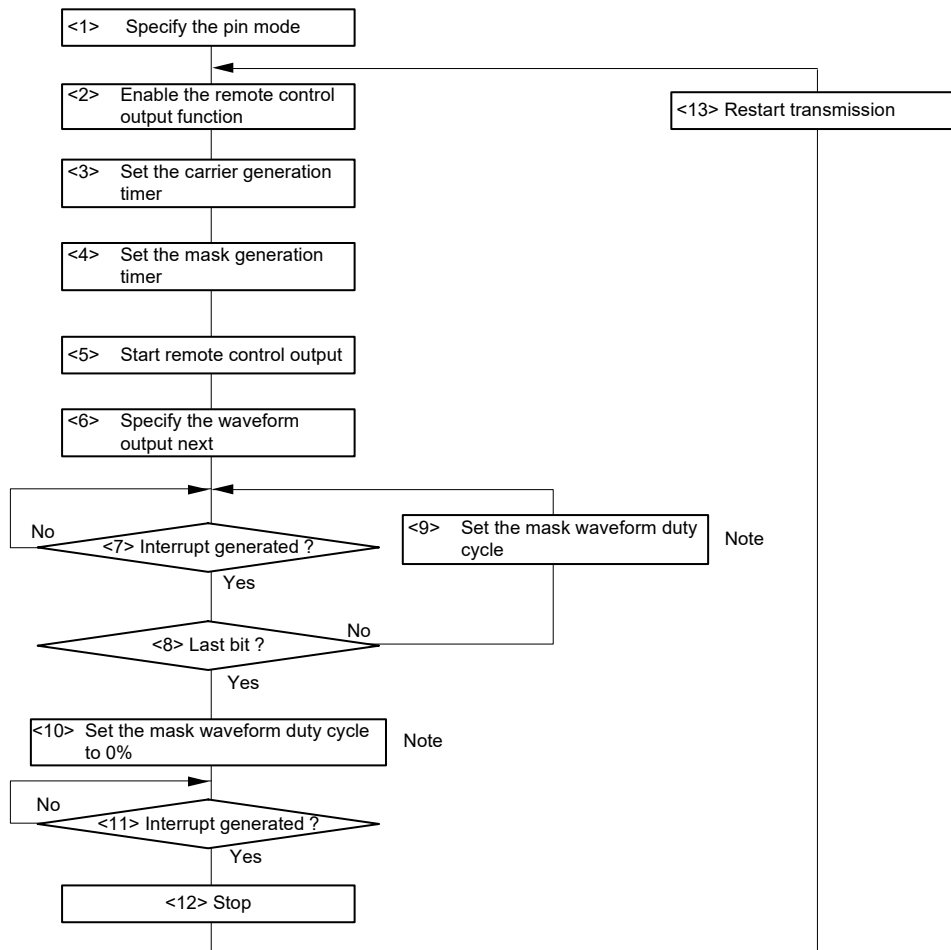 <1> Specify the pin mode
<2> Enable the remote control
output function
<13> Restart transmission
<3> Set the carrier generation
timer
<4> Set the mask generation
timer
<5> Start remote control output
<6> Specify the waveform
output next
No
<7> Interrupt generated ?
Yes
<9> Set the mask waveform duty
cycle
Note
<8> Last bit ?
No
Yes
<10> Set the mask waveform duty cycle
to 0%
Note
No
<11> Interrupt generated ?
Yes
<12> Stop